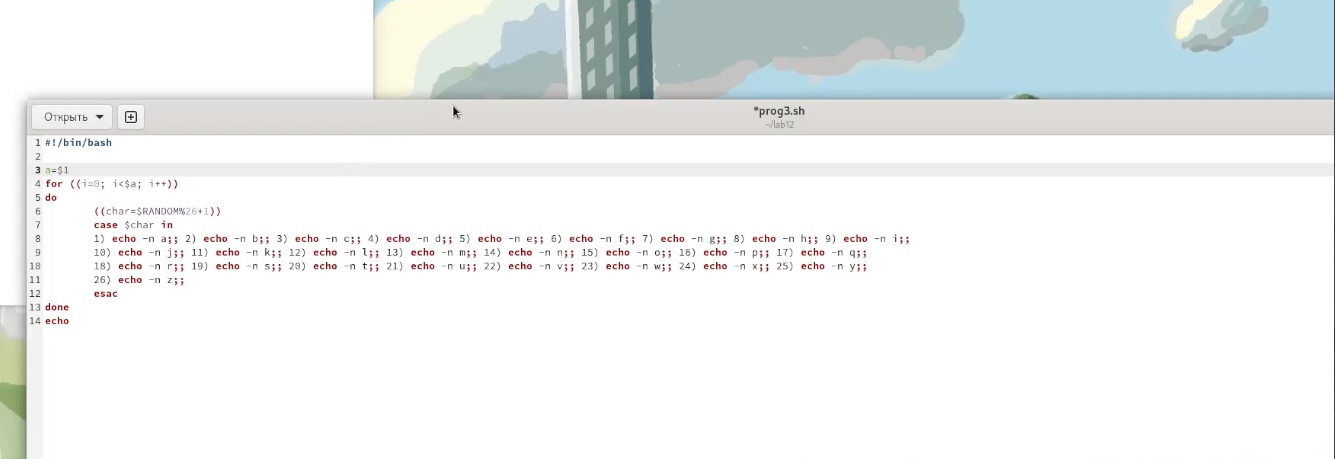 Открыть
*prog3.sh
~/lab12
1 #!/bin/bash
2
3 a=$1
4 for ((i=0; i<$a; i++))
5 do
6 ((char=$RANDOM%26+1))
7 case $char in
8 1) echo -n a;; 2) echo -n b;; 3) echo -n c;; 4) echo -n d;; 5) echo -n e;; 6) echo -n f;; 7) echo -n g;; 8) echo -n h;; 9) echo -n i;;
9 10) echo -n j;; 11) echo -n k;; 12) echo -n l;; 13) echo -n m;; 14) echo -n n;; 15) echo -n o;; 16) echo -n p;; 17) echo -n q;;
10 18) echo -n r;; 19) echo -n s;; 20) echo -n t;; 21) echo -n u;; 22) echo -n v;; 23) echo -n w;; 24) echo -n x;; 25) echo -n y;;
11 26) echo -n z;;
12 esac
13 done
14 echo